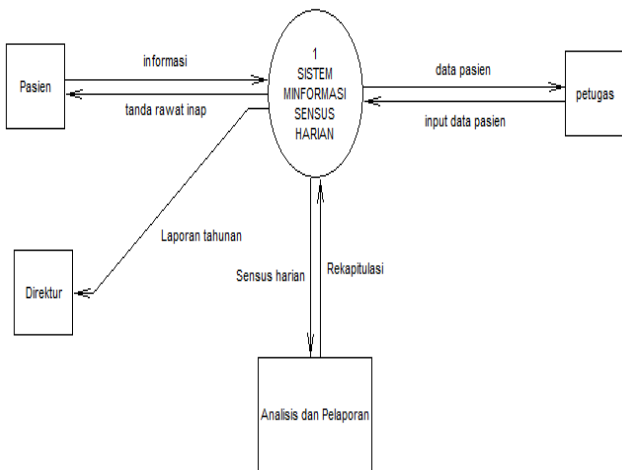 informasi
Pasien
tanda rawat inap
1
SISTEM
MINFORMASI
SENSUS
HARIAN
data pasien
petugas
input data pasien
Laporan tahunan
Direktur
Sensus harian
Rekapitulasi
Analisis dan Pelaporan